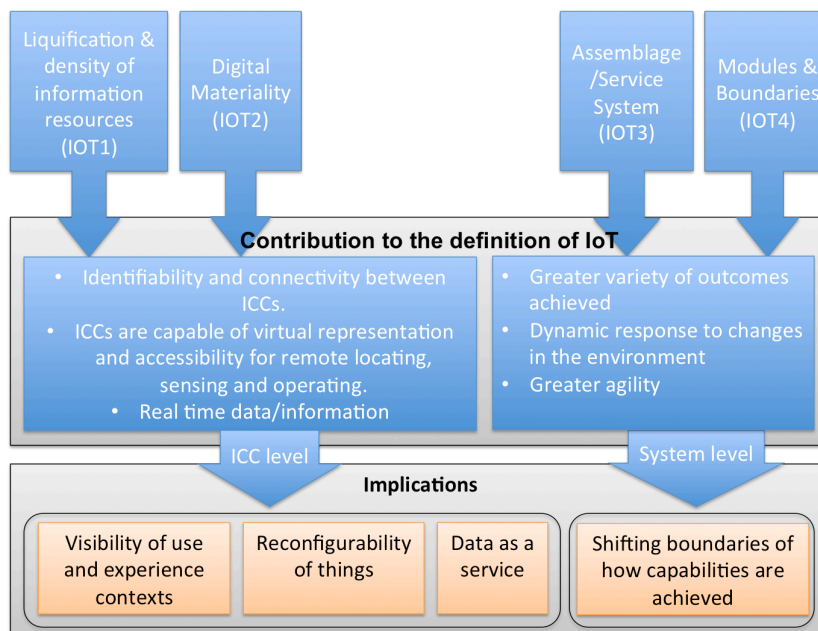 Liquification &
density of
information
resources
(IOT1)
Digital
Materiality
(IOT2)
Assemblage
/Service
System
(IOT3)
Modules &
Boundaries
(IOT4)
Contribution to the definition of IoT
• Identifiability and connectivity between
ICCs.
• ICCs are capable of virtual representation
and accessibility for remote locating,
sensing and operating.
• Real time data/information
• Greater variety of outcomes
achieved
• Dynamic response to changes
in the environment
• Greater agility
ICC level
System level
Implications
Visibility of use
and experience
contexts
Reconfigurability
of things
Data as a
service
Shifting boundaries of
how capabilities are
achieved